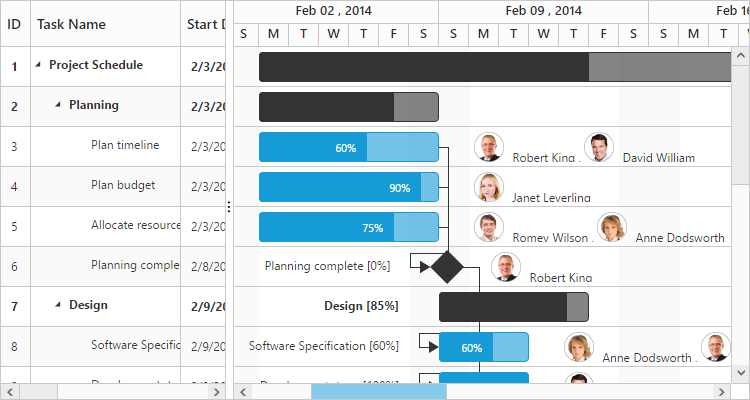 Feb 02 , 2014 Feb 09 , 2014 Feb 16
ID Task Name Start D
S M T W T F S S M T W T F S S M T
1 Project Schedule 2/3/20
2 Planning 2/3/20
3 Plan timeline 2/3/20 60% Robert King , David William
4 Plan budget 2/3/20 90% Janet Leverling
5 Allocate resource 2/3/20 75% Romey Wilson , Anne Dodsworth
6 Planning comple 2/8/20 Planning complete [0%] Robert King
7 Design 2/9/20 Design [85%]
8 Software Specific 2/9/20 Software Specification [60%] 60% Anne Dodsworth ,